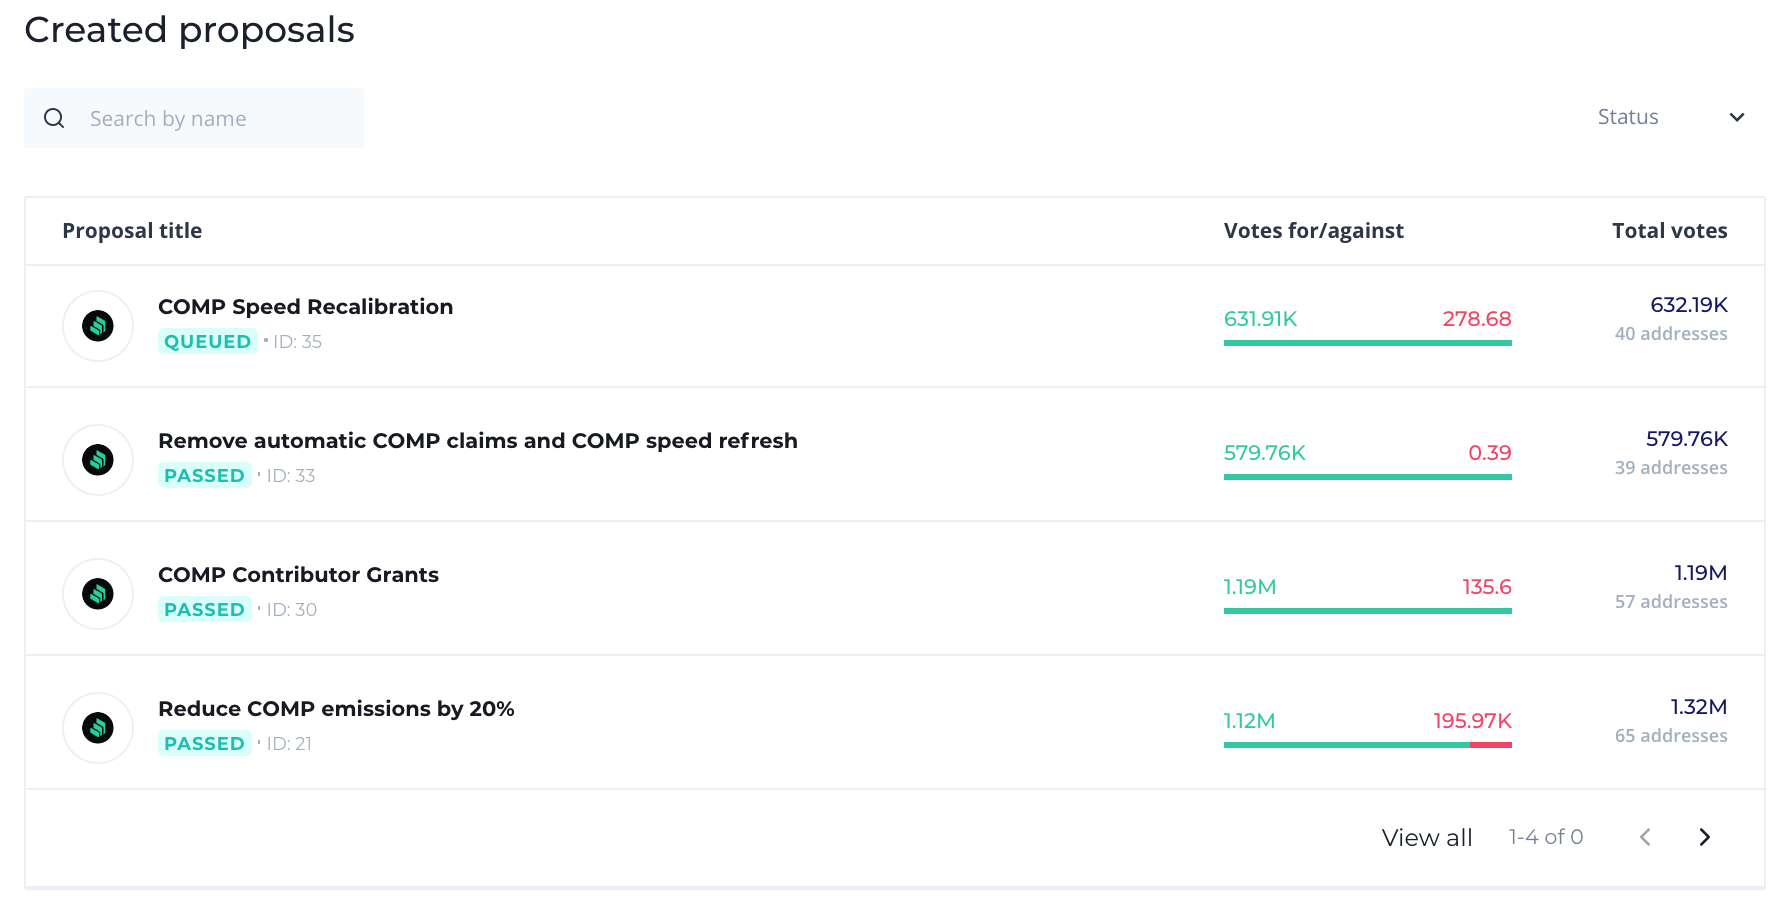 Created proposals
Search by name
Status
Proposal title Votes for/against Total votes
COMP Speed Recalibration
QUEUED • ID: 35
631.91K 278.68
632.19K
40 addresses
Remove automatic COMP claims and COMP speed refresh
PASSED • ID: 33
579.76K 0.39
579.76K
39 addresses
COMP Contributor Grants
PASSED • ID: 30
1.19M 135.6
1.19M
57 addresses
Reduce COMP emissions by 20%
PASSED • ID: 21
1.12M 195.97K
1.32M
65 addresses
View all 1-4 of 0